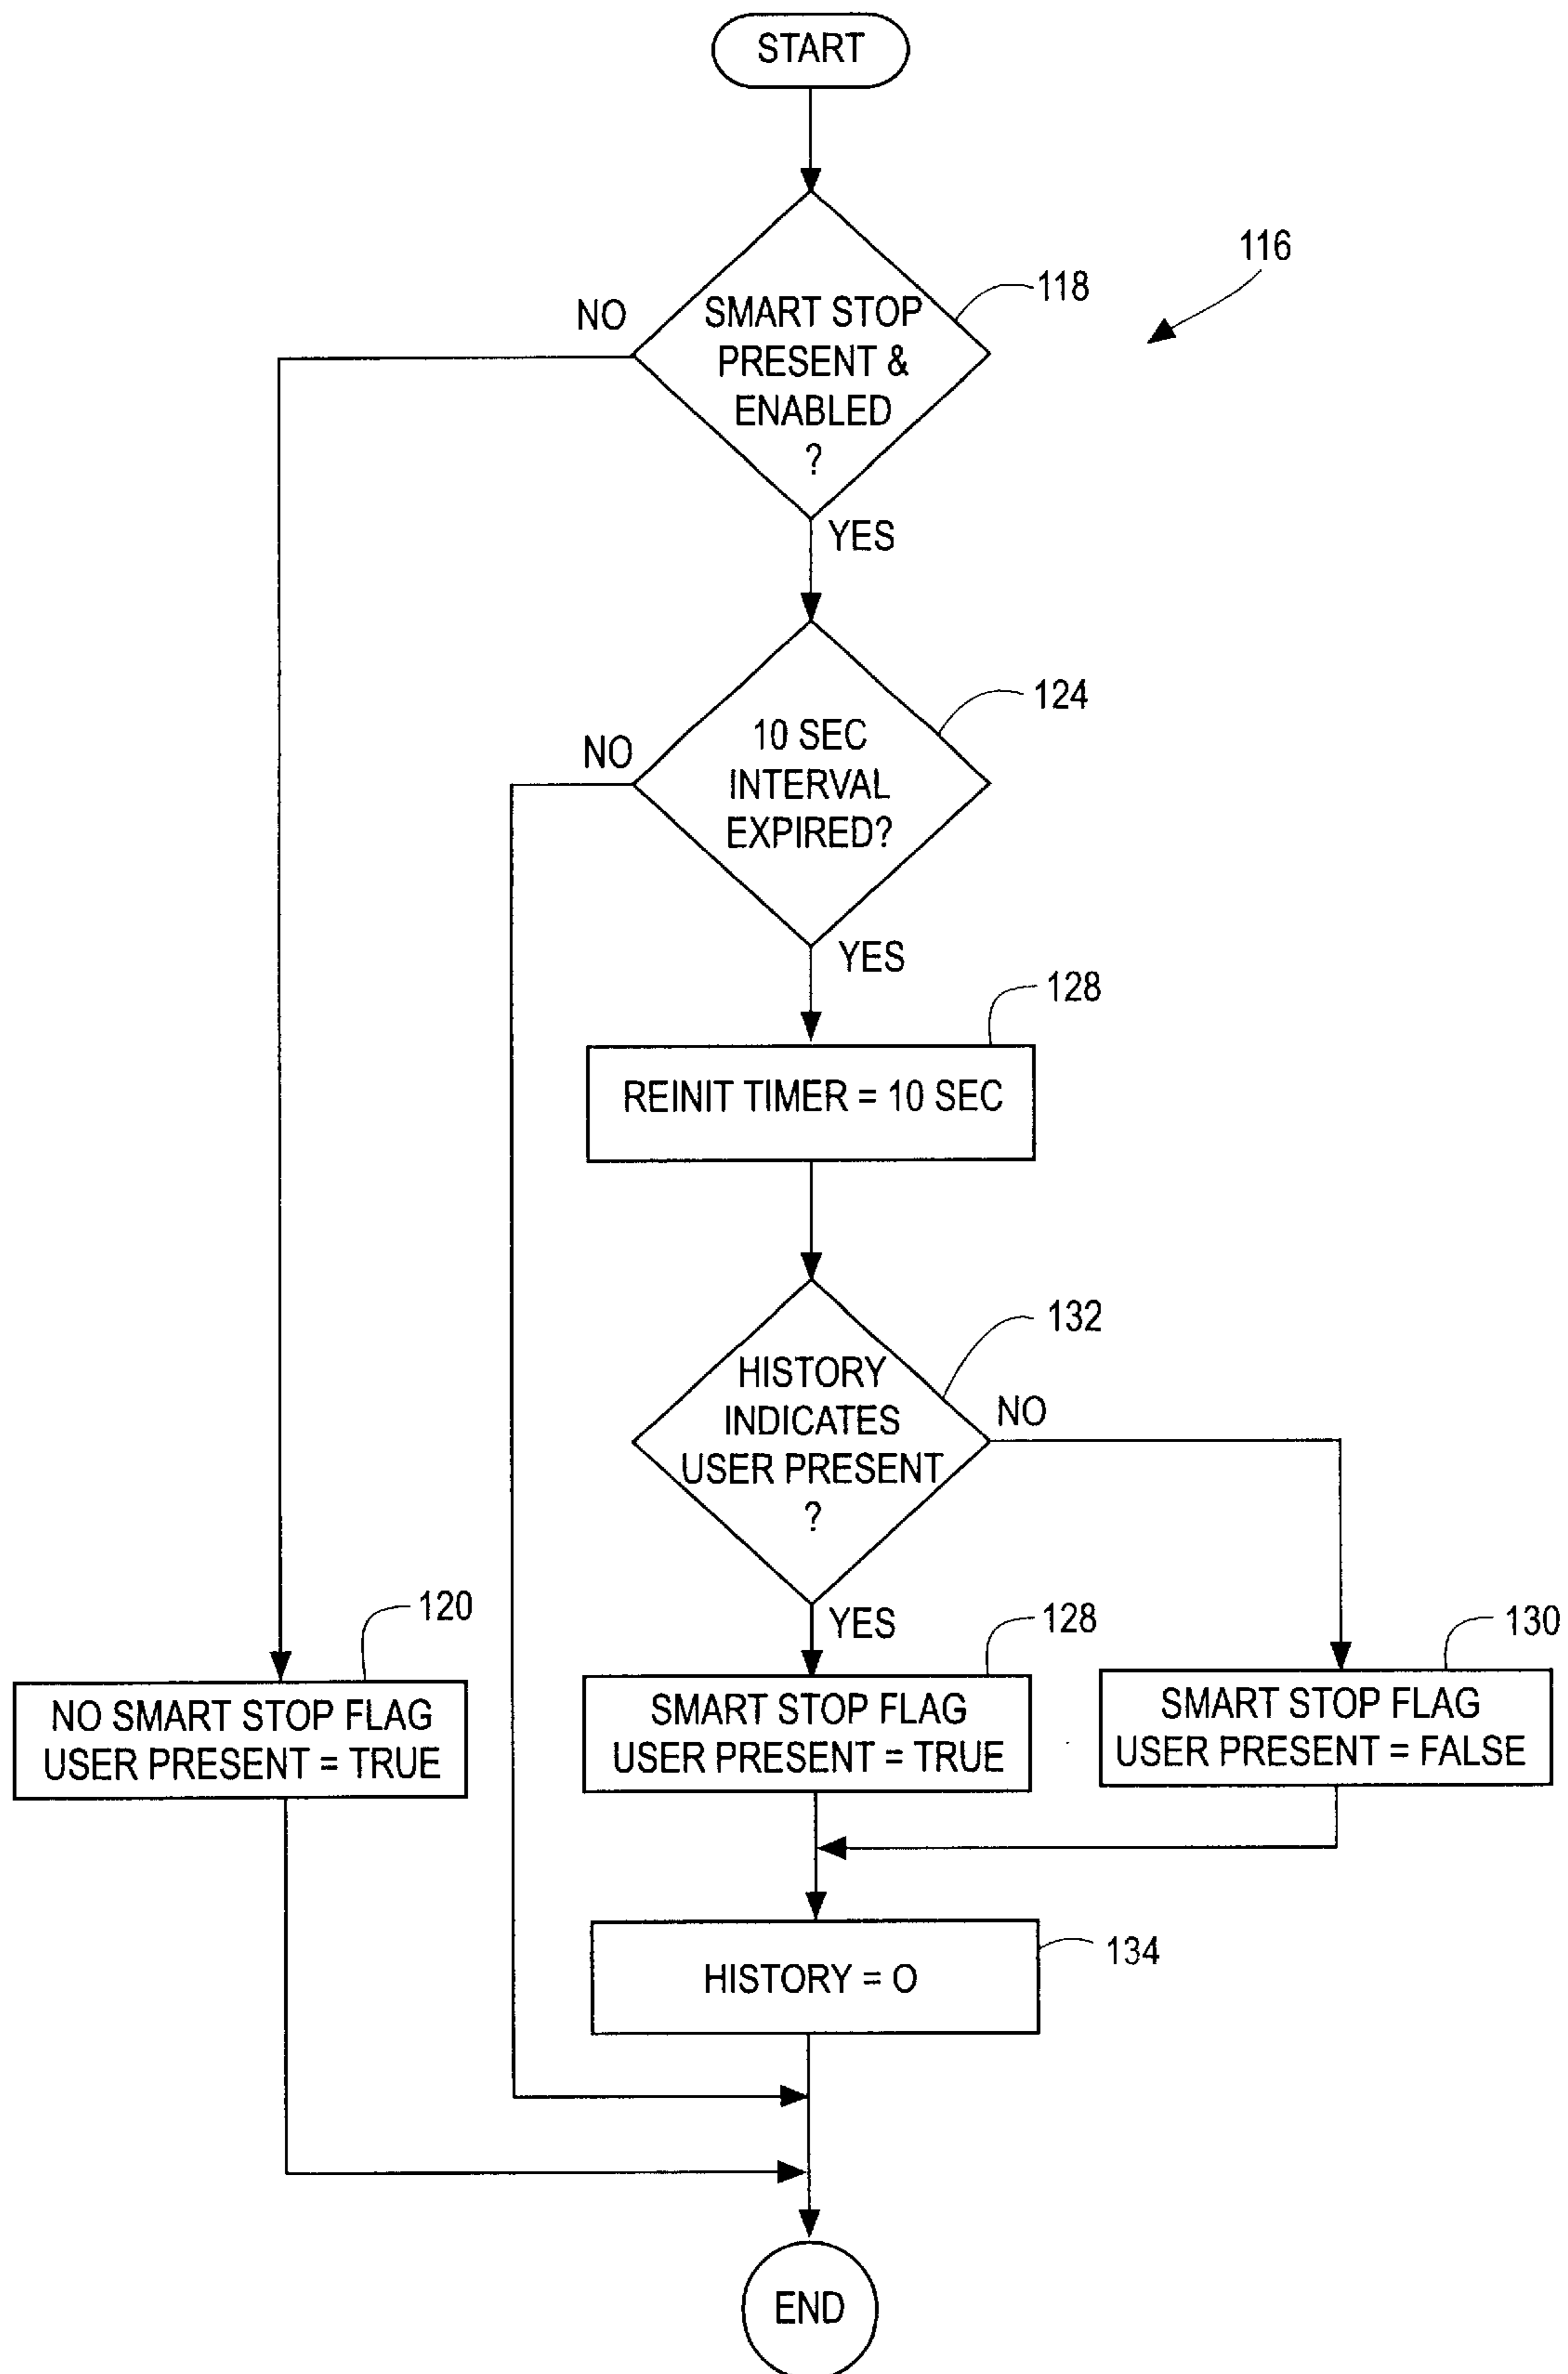 START
116
118
NO
SMART STOP
PRESENT &
ENABLED
?
YES
124
NO
10 SEC
INTERVAL
EXPIRED?
YES
128
REINIT TIMER = 10 SEC
132
HISTORY
INDICATES
USER PRESENT
?
NO
YES
120
NO SMART STOP FLAG
USER PRESENT = TRUE
128
SMART STOP FLAG
USER PRESENT = TRUE
130
SMART STOP FLAG
USER PRESENT = FALSE
134
HISTORY = O
END